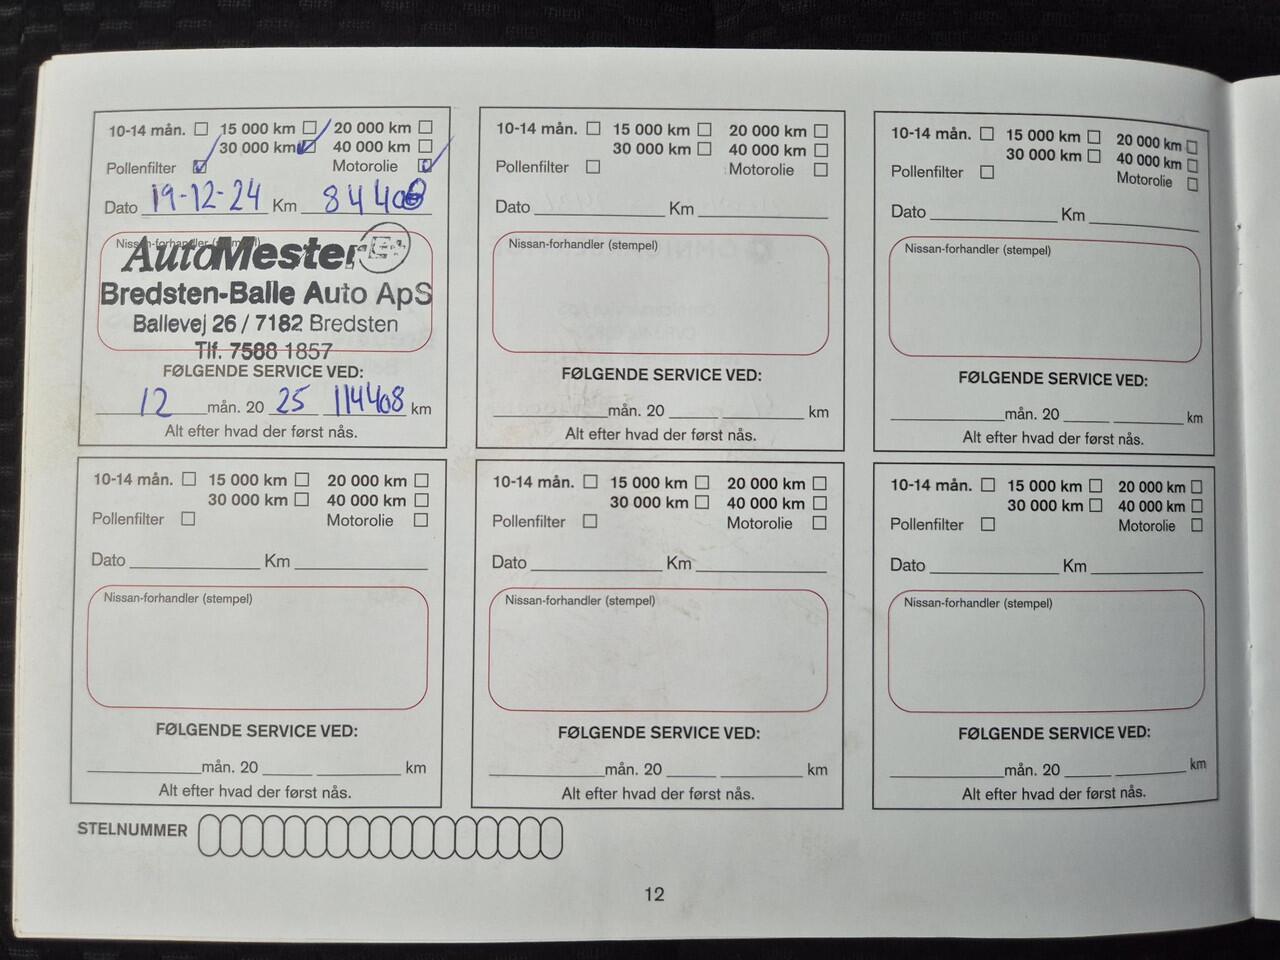 10-14 mån. 15 000 km 20 000 km
30 000 km 40 000 km
Pollenfilter Motorolie
Dato 19-12-24 Km 84408
Nissan-forhandler (stempel)
AutoMester
Bredsten-Balle Auto ApS
Ballevej 26 / 7182 Bredsten
Tlf. 7588 1857
FØLGENDE SERVICE VED:
12 mån. 20 25 114408 km
Alt efter hvad der først nås.
10-14 mån. 15 000 km 20 000 km
30 000 km 40 000 km
Pollenfilter Motorolie
Dato Km
Nissan-forhandler (stempel)
FØLGENDE SERVICE VED:
mån. 20 km
Alt efter hvad der først nås.
10-14 mån. 15 000 km 20 000 km
30 000 km 40 000 km
Pollenfilter Motorolie
Dato Km
Nissan-forhandler (stempel)
FØLGENDE SERVICE VED:
mån. 20 km
Alt efter hvad der først nås.
10-14 mån. 15 000 km 20 000 km
30 000 km 40 000 km
Pollenfilter Motorolie
Dato Km
Nissan-forhandler (stempel)
FØLGENDE SERVICE VED:
mån. 20 km
Alt efter hvad der først nås.
10-14 mån. 15 000 km 20 000 km
30 000 km 40 000 km
Pollenfilter Motorolie
Dato Km
Nissan-forhandler (stempel)
FØLGENDE SERVICE VED:
mån. 20 km
Alt efter hvad der først nås.
10-14 mån. 15 000 km 20 000 km
30 000 km 40 000 km
Pollenfilter Motorolie
Dato Km
Nissan-forhandler (stempel)
FØLGENDE SERVICE VED:
mån. 20 km
Alt efter hvad der først nås.
STELNUMMER
12